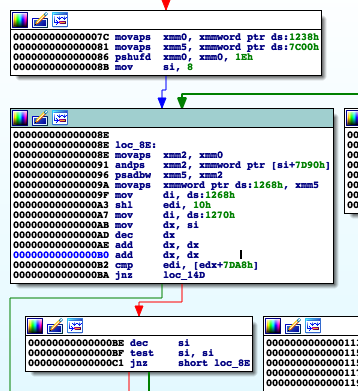 000000000000007C movaps xmm0, xmmword ptr ds:1238h
0000000000000081 movaps xmm5, xmmword ptr ds:7C00h
0000000000000086 pshufd xmm0, xmm0, 1Eh
000000000000008B mov si, 8
000000000000008E
000000000000008E loc_8E:
000000000000008E movaps xmm2, xmm0
0000000000000091 andps xmm2, xmmword ptr [si+7D90h]
0000000000000096 psadbw xmm5, xmm2
000000000000009A movaps xmmword ptr ds:1268h, xmm5
000000000000009F mov di, ds:1268h
00000000000000A3 shl edi, 10h
00000000000000A7 mov di, ds:1270h
00000000000000AB mov dx, si
00000000000000AD dec dx
00000000000000AE add dx, dx
00000000000000B0 add dx, dx
00000000000000B2 cmp edi, [edx+7DA8h]
00000000000000BA jnz loc_14D
00000000000000BE dec si
00000000000000BF test si, si
00000000000000C1 jnz short loc_8E